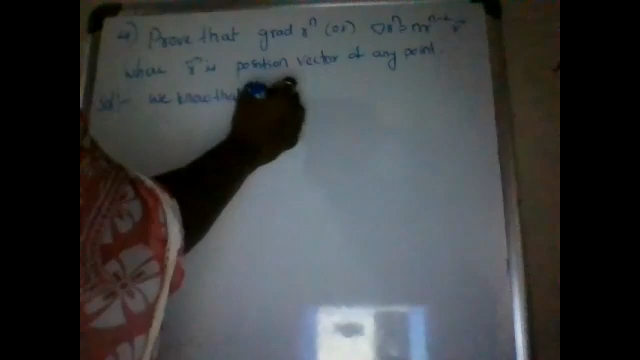 4) Prove that grad rⁿ (or) ∇rⁿ = nrⁿ⁻² r̄
where r̄ is position vector of any point.
Sol:- We know that